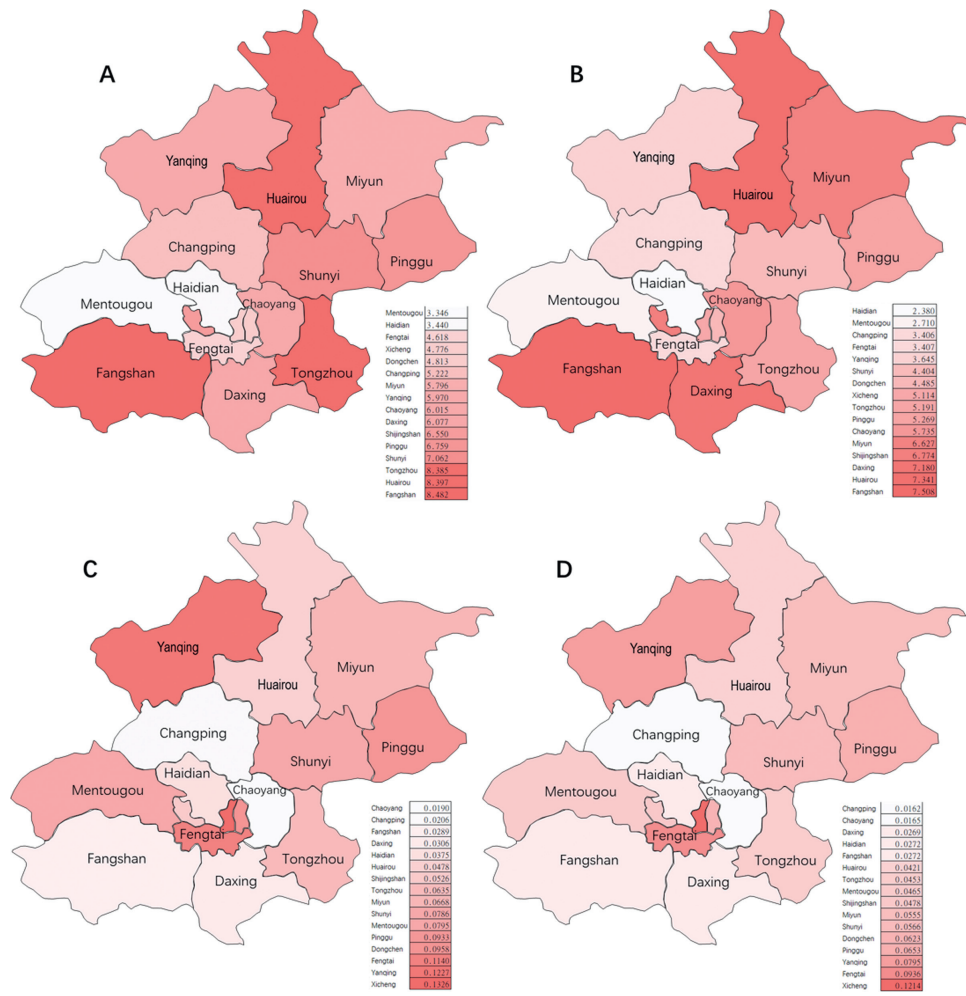 A
Yanqing
Huairou
Miyun
Changping
Shunyi
Pinggu
Haidian
Mentougou
Chaoyang
Fengtai
Fangshan
Daxing
Tongzhou
Mentougou 3.346
Haidian 3.440
Fengtai 4.618
Xicheng 4.776
Dongchen 4.813
Changping 5.222
Miyun 5.796
Yanqing 5.970
Chaoyang 6.015
Daxing 6.077
Shijingshan 6.550
Pinggu 6.759
Shunyi 7.062
Tongzhou 8.385
Huairou 8.397
Fangshan 8.482
B
Yanqing
Huairou
Miyun
Changping
Shunyi
Pinggu
Haidian
Mentougou
Chaoyang
Fengtai
Fangshan
Daxing
Tongzhou
Haidian 2.380
Mentougou 2.710
Changping 3.406
Fengtai 3.407
Yanqing 3.645
Shunyi 4.404
Dongchen 4.485
Xicheng 5.114
Tongzhou 5.191
Pinggu 5.269
Chaoyang 5.735
Miyun 6.627
Shijingshan 6.774
Daxing 7.180
Huairou 7.341
Fangshan 7.508
C
Yanqing
Huairou
Miyun
Changping
Shunyi
Pinggu
Haidian
Mentougou
Chaoyang
Fengtai
Fangshan
Daxing
Tongzhou
Chaoyang 0.0190
Changping 0.0206
Fangshan 0.0289
Daxing 0.0306
Haidian 0.0375
Huairou 0.0478
Shijingshan 0.0526
Tongzhou 0.0635
Miyun 0.0668
Shunyi 0.0786
Mentougou 0.0795
Pinggu 0.0933
Dongchen 0.0958
Fengtai 0.1140
Yanqing 0.1227
Xicheng 0.1326
D
Yanqing
Huairou
Miyun
Changping
Shunyi
Pinggu
Haidian
Mentougou
Chaoyang
Fengtai
Fangshan
Daxing
Tongzhou
Changping 0.0162
Chaoyang 0.0165
Daxing 0.0269
Haidian 0.0272
Fangshan 0.0272
Huairou 0.0421
Tongzhou 0.0453
Mentougou 0.0465
Shijingshan 0.0478
Miyun 0.0555
Shunyi 0.0566
Dongchen 0.0623
Pinggu 0.0653
Yanqing 0.0795
Fengtai 0.0936
Xicheng 0.1214